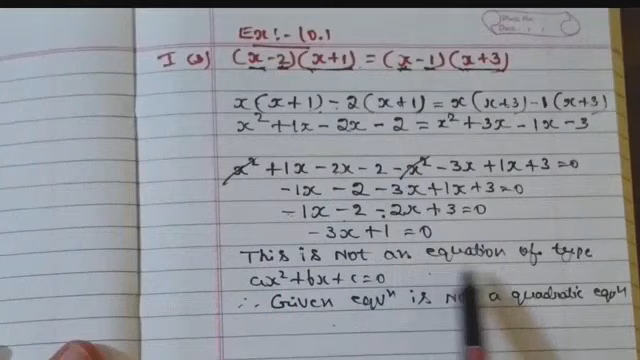 Ex:- 10.1
I (3) (x-2)(x+1) = (x-1)(x+3)
x(x+1) - 2(x+1) = x(x+3) - 1(x+3)
x² + 1x - 2x - 2 = x² + 3x - 1x - 3
x² + 1x - 2x - 2 - x² - 3x + 1x + 3 = 0
-1x - 2 - 3x + 1x + 3 = 0
-1x - 2 - 2x + 3 = 0
-3x + 1 = 0
This is Not an equation of type
ax² + bx + c = 0
∴ Given equⁿ is Not a quadratic equⁿ